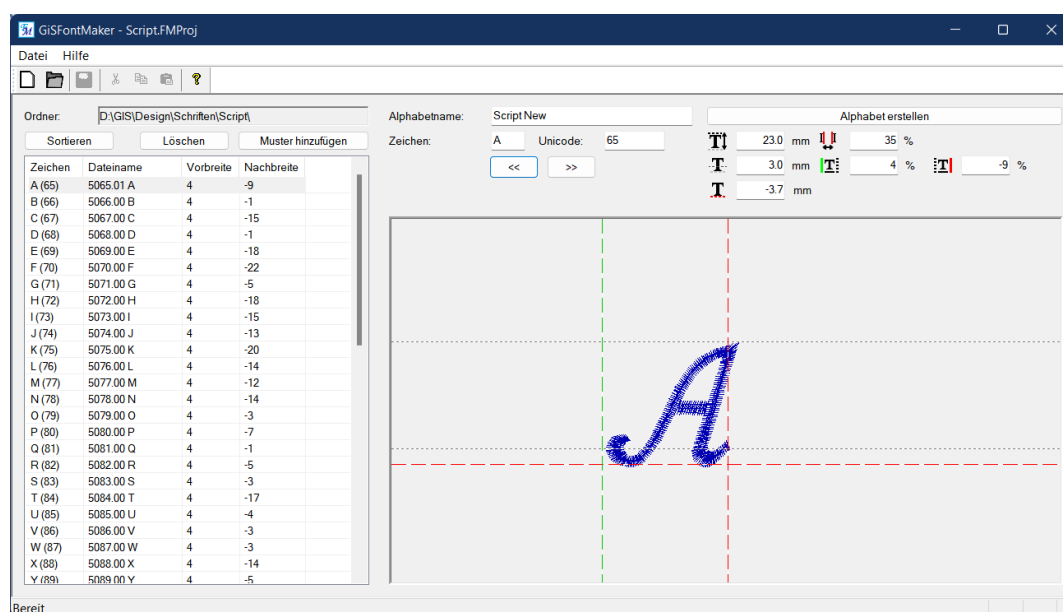 GiSFontMaker - Script.FMProj
Datei Hilfe
Ordner: D:\GIS\Design\Schriften\Script\
Sortieren Löschen Muster hinzufügen
Zeichen Dateiname Vorbreite Nachbreite
A (65) 5065.01 A 4 -9
B (66) 5066.00 B 4 -1
C (67) 5067.00 C 4 -15
D (68) 5068.00 D 4 -1
E (69) 5069.00 E 4 -18
F (70) 5070.00 F 4 -22
G (71) 5071.00 G 4 -5
H (72) 5072.00 H 4 -18
I (73) 5073.00 I 4 -15
J (74) 5074.00 J 4 -13
K (75) 5075.00 K 4 -20
L (76) 5076.00 L 4 -14
M (77) 5077.00 M 4 -12
N (78) 5078.00 N 4 -14
O (79) 5079.00 O 4 -3
P (80) 5080.00 P 4 -7
Q (81) 5081.00 Q 4 -1
R (82) 5082.00 R 4 -5
S (83) 5083.00 S 4 -3
T (84) 5084.00 T 4 -17
U (85) 5085.00 U 4 -4
V (86) 5086.00 V 4 -3
W (87) 5087.00 W 4 -3
X (88) 5088.00 X 4 -14
Y (89) 5089.00 Y 4 -5
Alphabetname: Script New Alphabet erstellen
Zeichen: A Unicode: 65 23.0 mm 35 %
<< >> 3.0 mm 4 % -9 %
-3.7 mm
A
Bereit